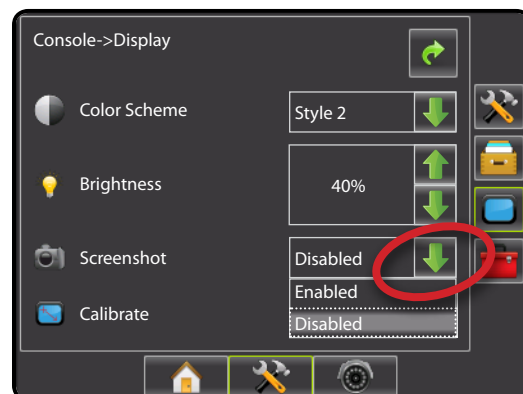 Console->Display
Color Scheme
Style 2
Brightness
40%
Screenshot
Disabled
Enabled
Disabled
Calibrate